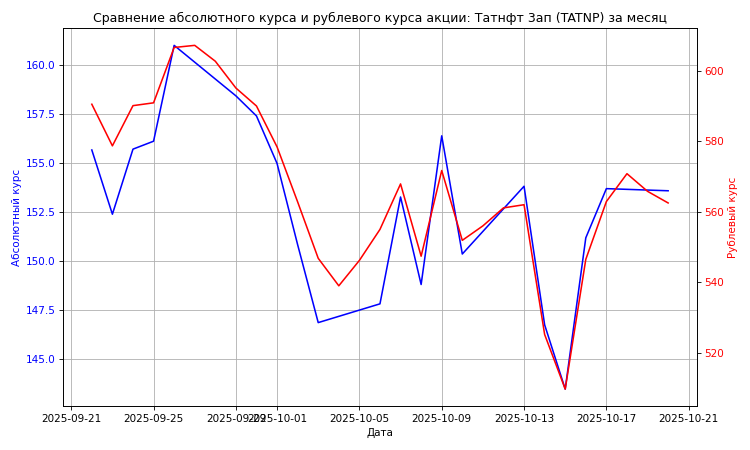 Сравнение абсолютного курса и рублевого курса акции: Татнфт 3ап (TATNP) за месяц
160.0
157.5
155.0
152.5
150.0
147.5
145.0
Абсолютный курс
600
580
560
540
520
Рублевый курс
2025-09-21 2025-09-25 2025-09-29 2025-10-01 2025-10-05 2025-10-09 2025-10-13 2025-10-17 2025-10-21
Дата